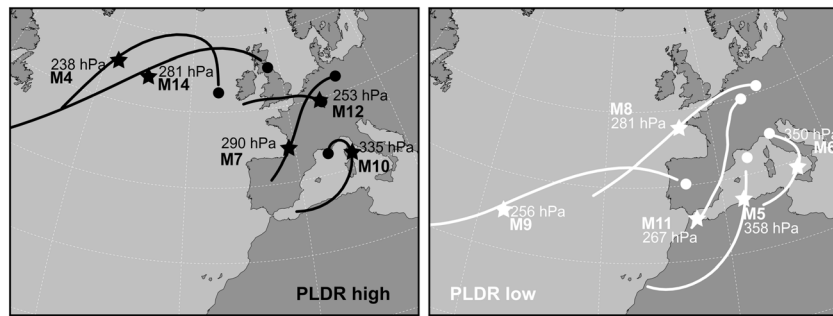 238 hPa
M4
281 hPa
M14
253 hPa
M12
290 hPa
M7
335 hPa
M10
PLDR high
M8
281 hPa
350 hPa
M6
256 hPa
M9
M11
267 hPa
M5
358 hPa
PLDR low